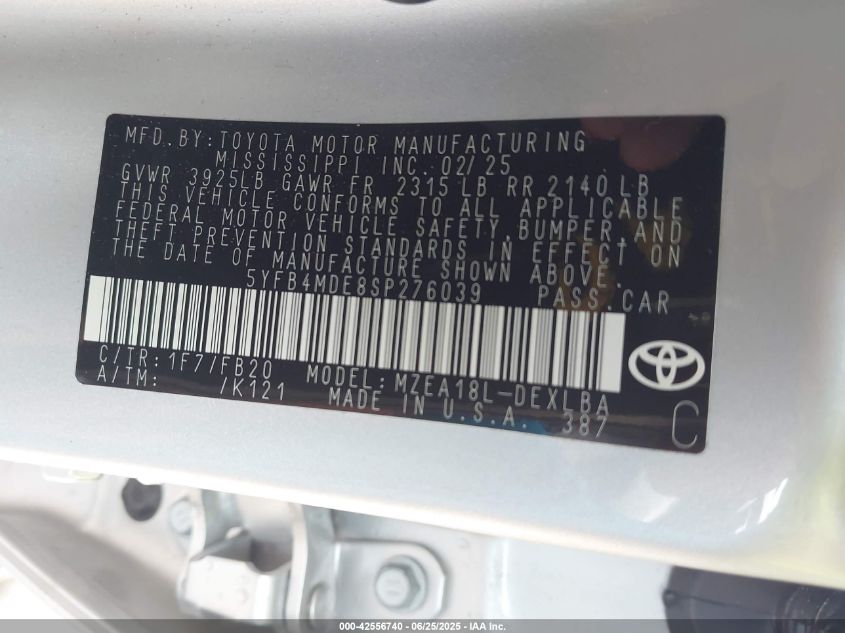 MFD. BY: TOYOTA MOTOR MANUFACTURING
MISSISSIPPI INC. 02/25
GVWR 3925LB GAWR FR 2315LB RR 2140LB
THIS VEHICLE CONFORMS TO ALL APPLICABLE
FEDERAL MOTOR VEHICLE SAFETY, BUMPER, AND
THEFT PREVENTION STANDARDS IN EFFECT ON
THE DATE OF MANUFACTURE SHOWN ABOVE.
5YFB4MDE8SP276039 PASS.CAR
C/TR: 1F7/FB20 MODEL: MZEA18L-DEXLBA
A/TM: /K121 MADE IN U.S.A. 387
C
000-42556740 - 06/25/2025 - IAA Inc.